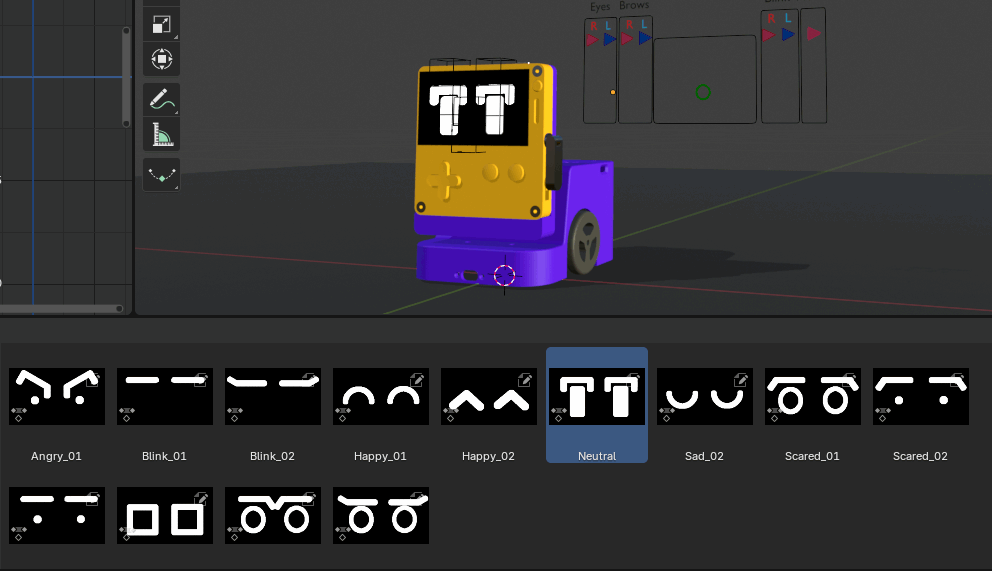 Eyes Brows
R L R L
R L
Angry_01 Blink_01 Blink_02 Happy_01 Happy_02 Neutral Sad_02 Scared_01 Scared_02